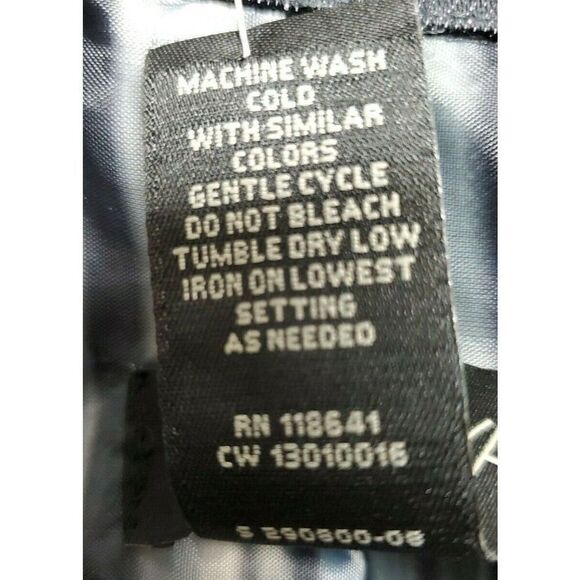 MACHINE WASH
COLD
WITH SIMILAR
COLORS
GENTLE CYCLE
DO NOT BLEACH
TUMBLE DRY LOW
IRON ON LOWEST
SETTING
AS NEEDED
RN 118641
CW 13010016